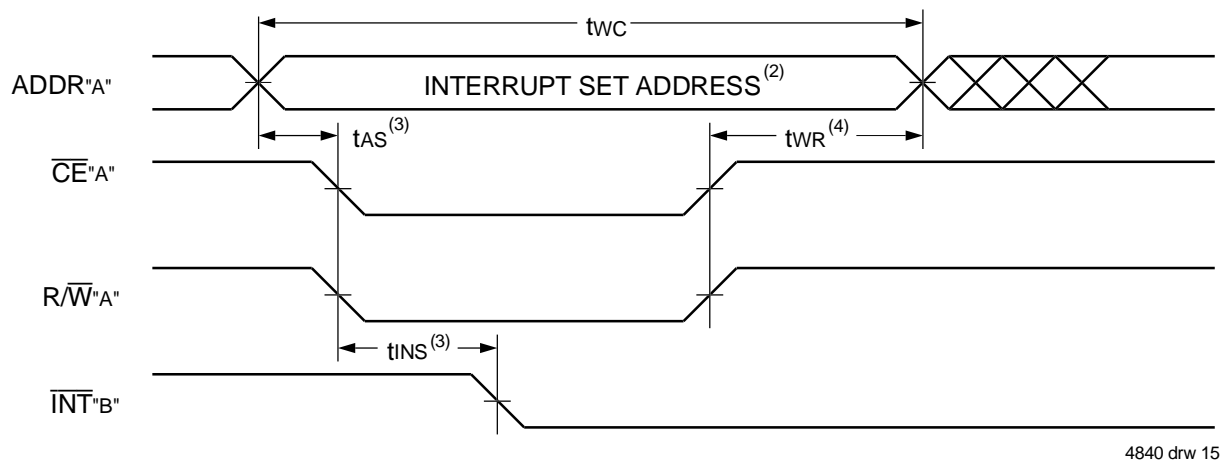 tWC
ADDR"A"
INTERRUPT SET ADDRESS(2)
tAS(3)
tWR(4)
CE"A"
R/W"A"
tINS(3)
INT"B"
4840 drw 15